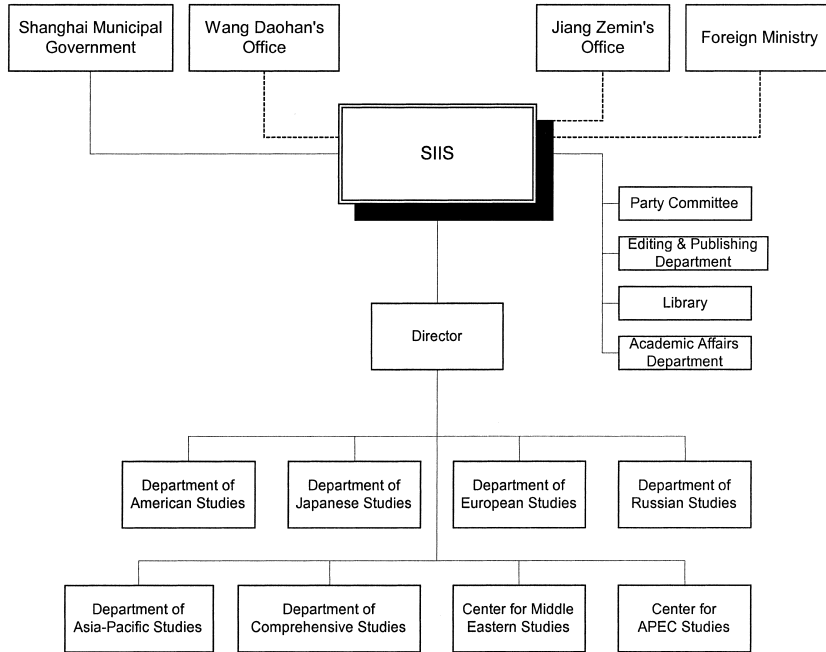 Shanghai Municipal
Government
Wang Daohan's
Office
Jiang Zemin's
Office
Foreign Ministry
SIIS
Party Committee
Editing & Publishing
Department
Library
Academic Affairs
Department
Director
Department of
American Studies
Department of
Japanese Studies
Department of
European Studies
Department of
Russian Studies
Department of
Asia-Pacific Studies
Department of
Comprehensive Studies
Center for Middle
Eastern Studies
Center for
APEC Studies